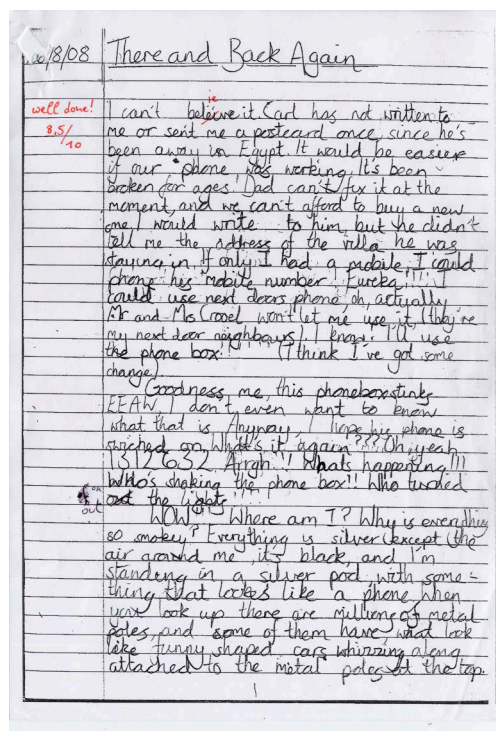 20/8/08 There and Back Again
well done!
8,5/10
ie
I can't beleive it. Carl has not written to
me or sent me a postcard once, since he's
been away in Egypt. It would be easier
if our phone was working. It's been
broken for ages. Dad can't fix it at the
moment, and we can't afford to buy a new
one. I would write to him, but he didn't
tell me the address of the villa he was
staying in. If only I had a mobile, I could
phone his mobile number! Eureka!!!! I
could use next doors phone, oh, actually
Mr and Mrs won't let me use it (they're
my next door neighbours). I know! I'll use
the phone box!!! (I think I've got some
change)
Goodness me, this phonebox stinks
EEAW I don't even want to know
what that is. Anyway, I hope his phone is
swiched on. What's it again??? Oh, yeah
1312632 Airgh!! Whats happening!!!
Who's shaking the phone box!! Who turned
out the lights!!!
out
WOW!!! Where am I? Why is everything
so smokey? Everything is silver (except the
air around me, its black, and I'm
standing in a silver pod, with some-
thing that looks like a phone when
you look up there are millions of metal
poles, and some of them have what look
like funny shaped cars whirring along
attached to the metal poles at the top.
1